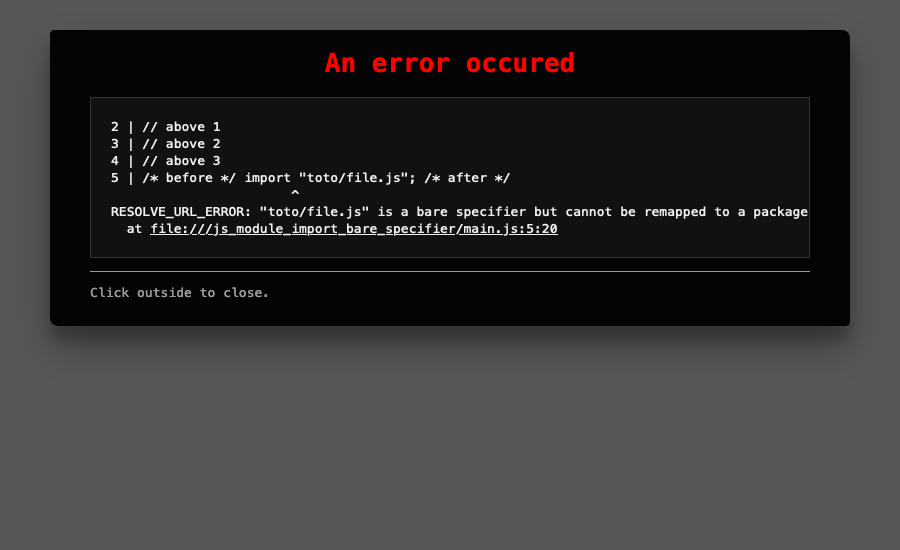 An error occured
2 | // above 1
3 | // above 2
4 | // above 3
5 | /* before */ import "toto/file.js"; /* after */
^
RESOLVE_URL_ERROR: "toto/file.js" is a bare specifier but cannot be remapped to a package
at file:///js_module_import_bare_specifier/main.js:5:20
Click outside to close.